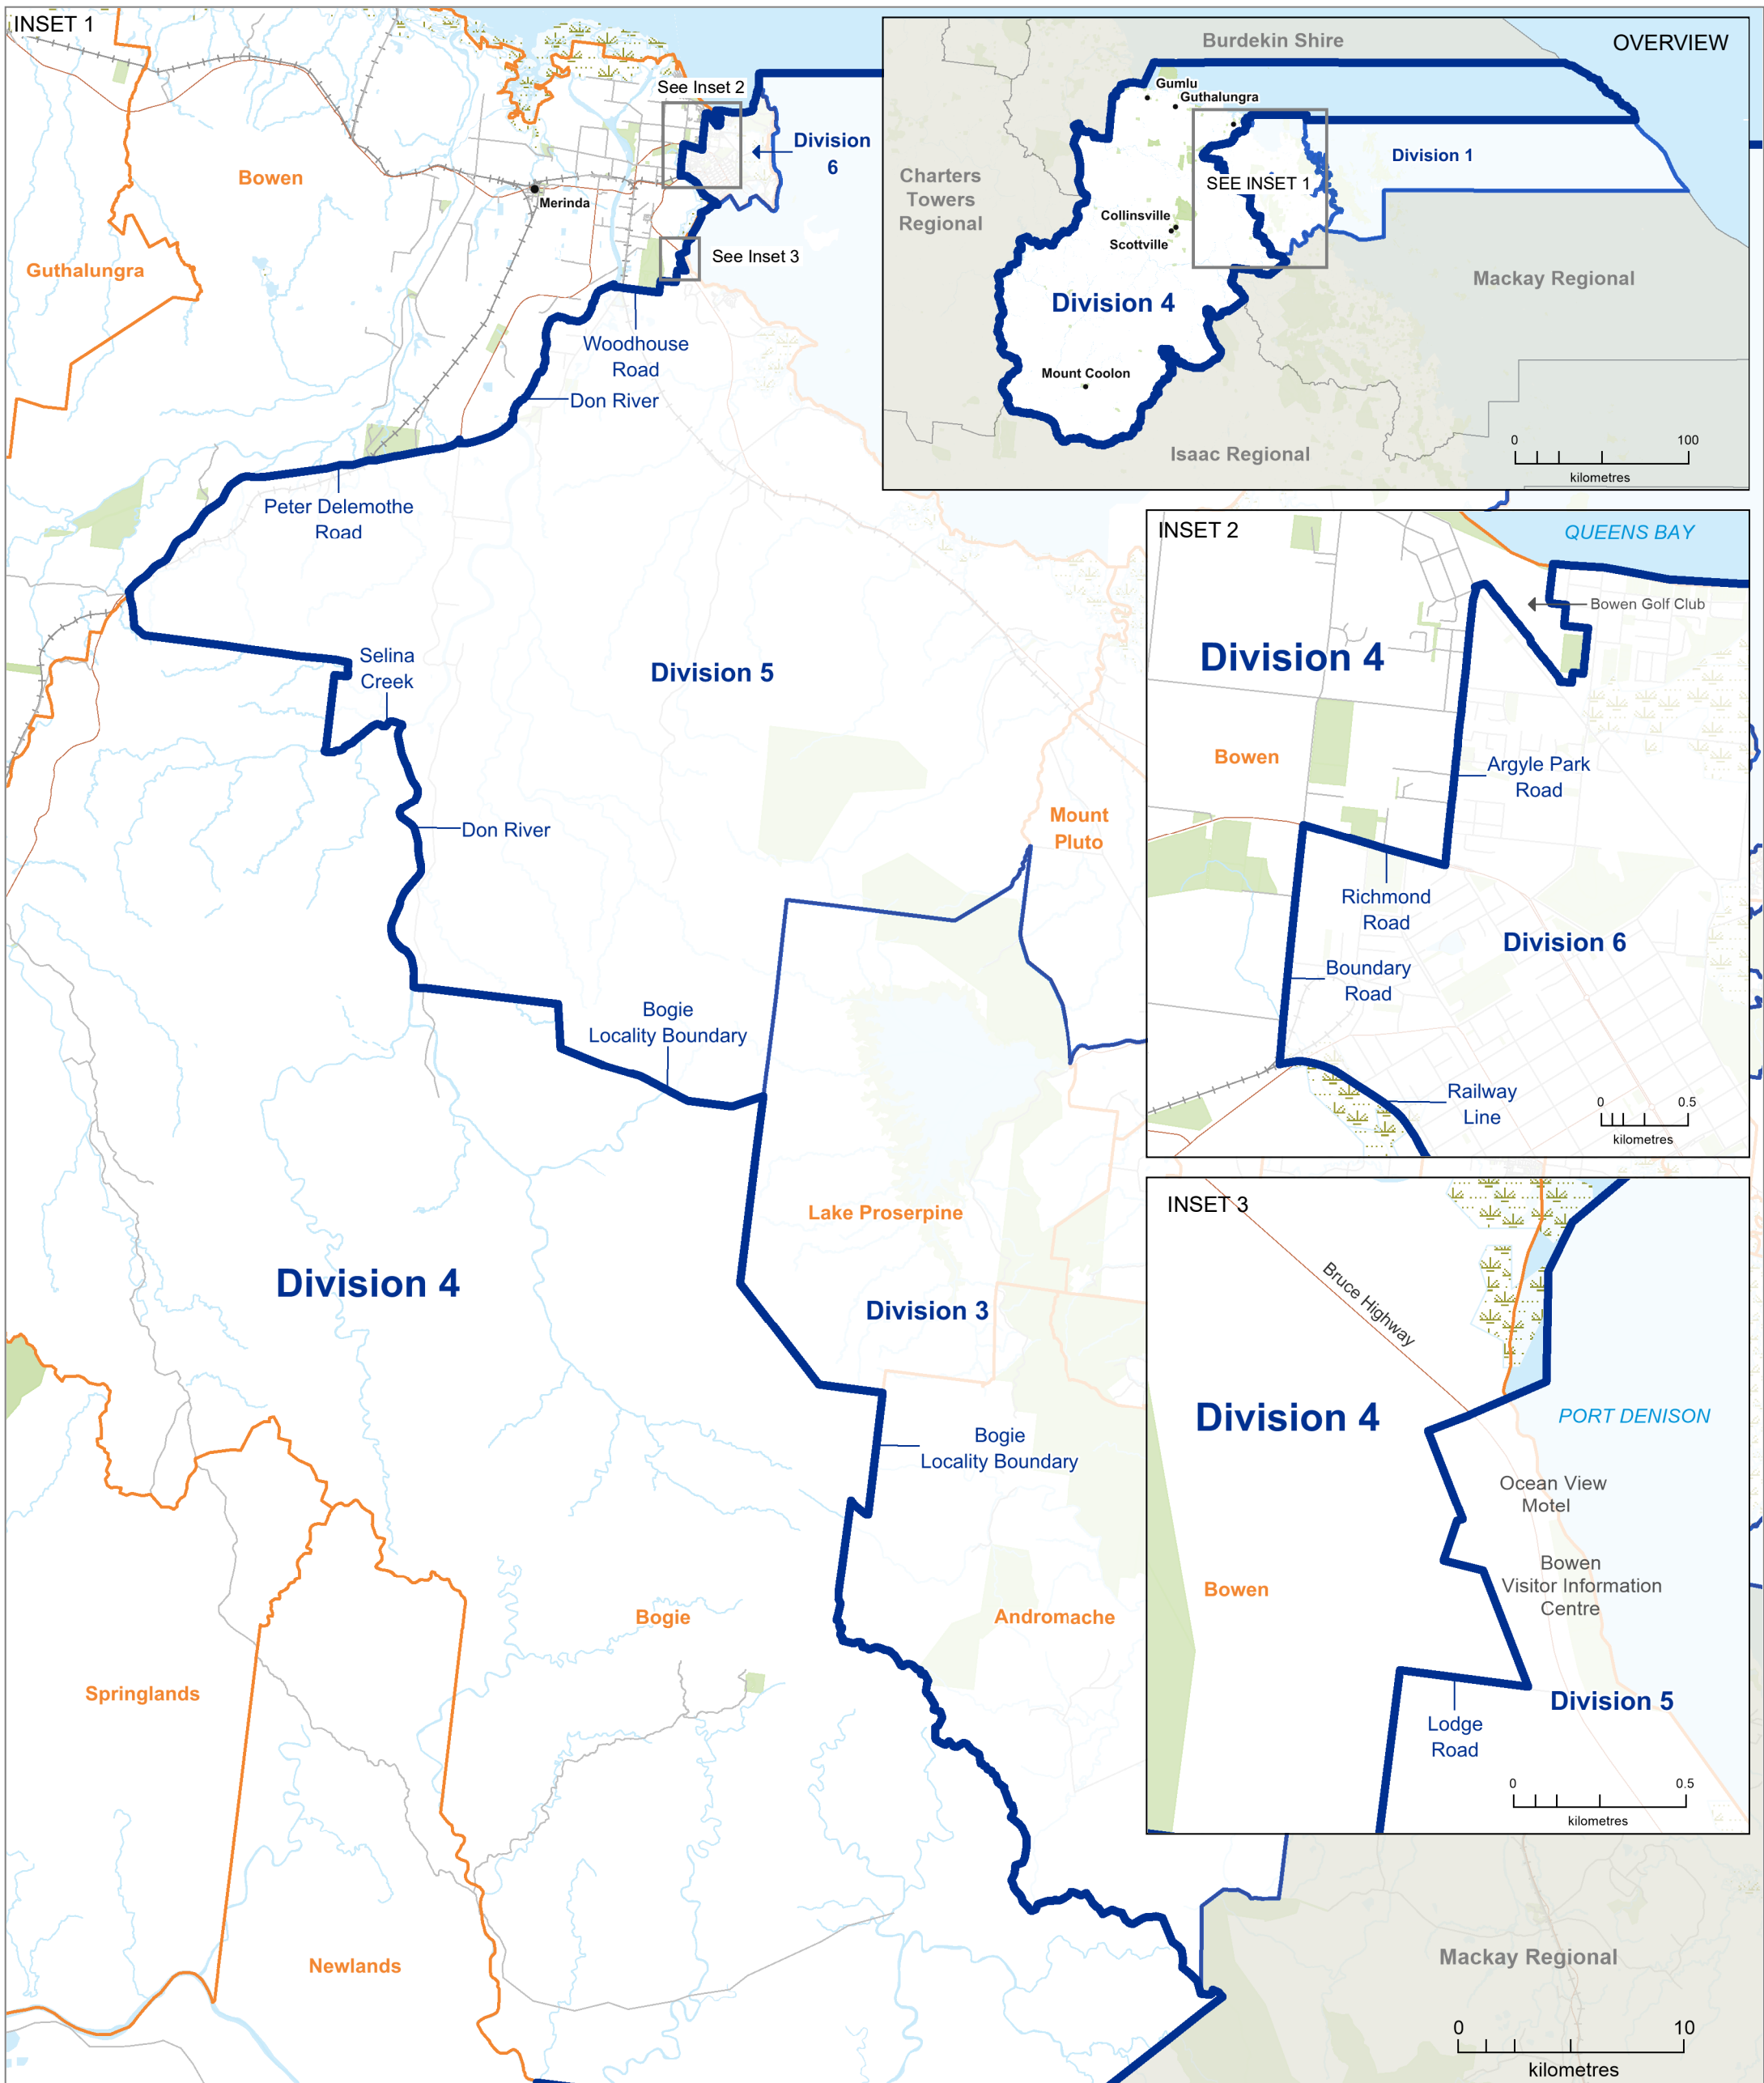 INSET 1
See Inset 2
Division
6
Bowen
Merinda
Guthalungra
See Inset 3
Woodhouse
Road
Don River
Peter Delemothe
Road
Selina
Creek
Division 5
Don River
Mount
Pluto
Bogie
Locality Boundary
Lake Proserpine
Division 4
Division 3
Bogie
Locality Boundary
Bogie
Andromache
Springlands
Newlands
Mackay Regional
0 10
kilometres
OVERVIEW
Burdekin Shire
Gumlu
Guthalungra
Charters
Towers
Regional
Division 1
SEE INSET 1
Collinsville
Scottville
Mackay Regional
Division 4
Mount Coolon
Isaac Regional
0 100
kilometres
INSET 2
QUEENS BAY
Bowen Golf Club
Division 4
Bowen
Argyle Park
Road
Richmond
Road
Division 6
Boundary
Road
Railway
Line
0 0.5
kilometres
INSET 3
Bruce Highway
Division 4
PORT DENISON
Ocean View
Motel
Bowen
Visitor Information
Centre
Bowen
Division 5
Lodge
Road
0 0.5
kilometres